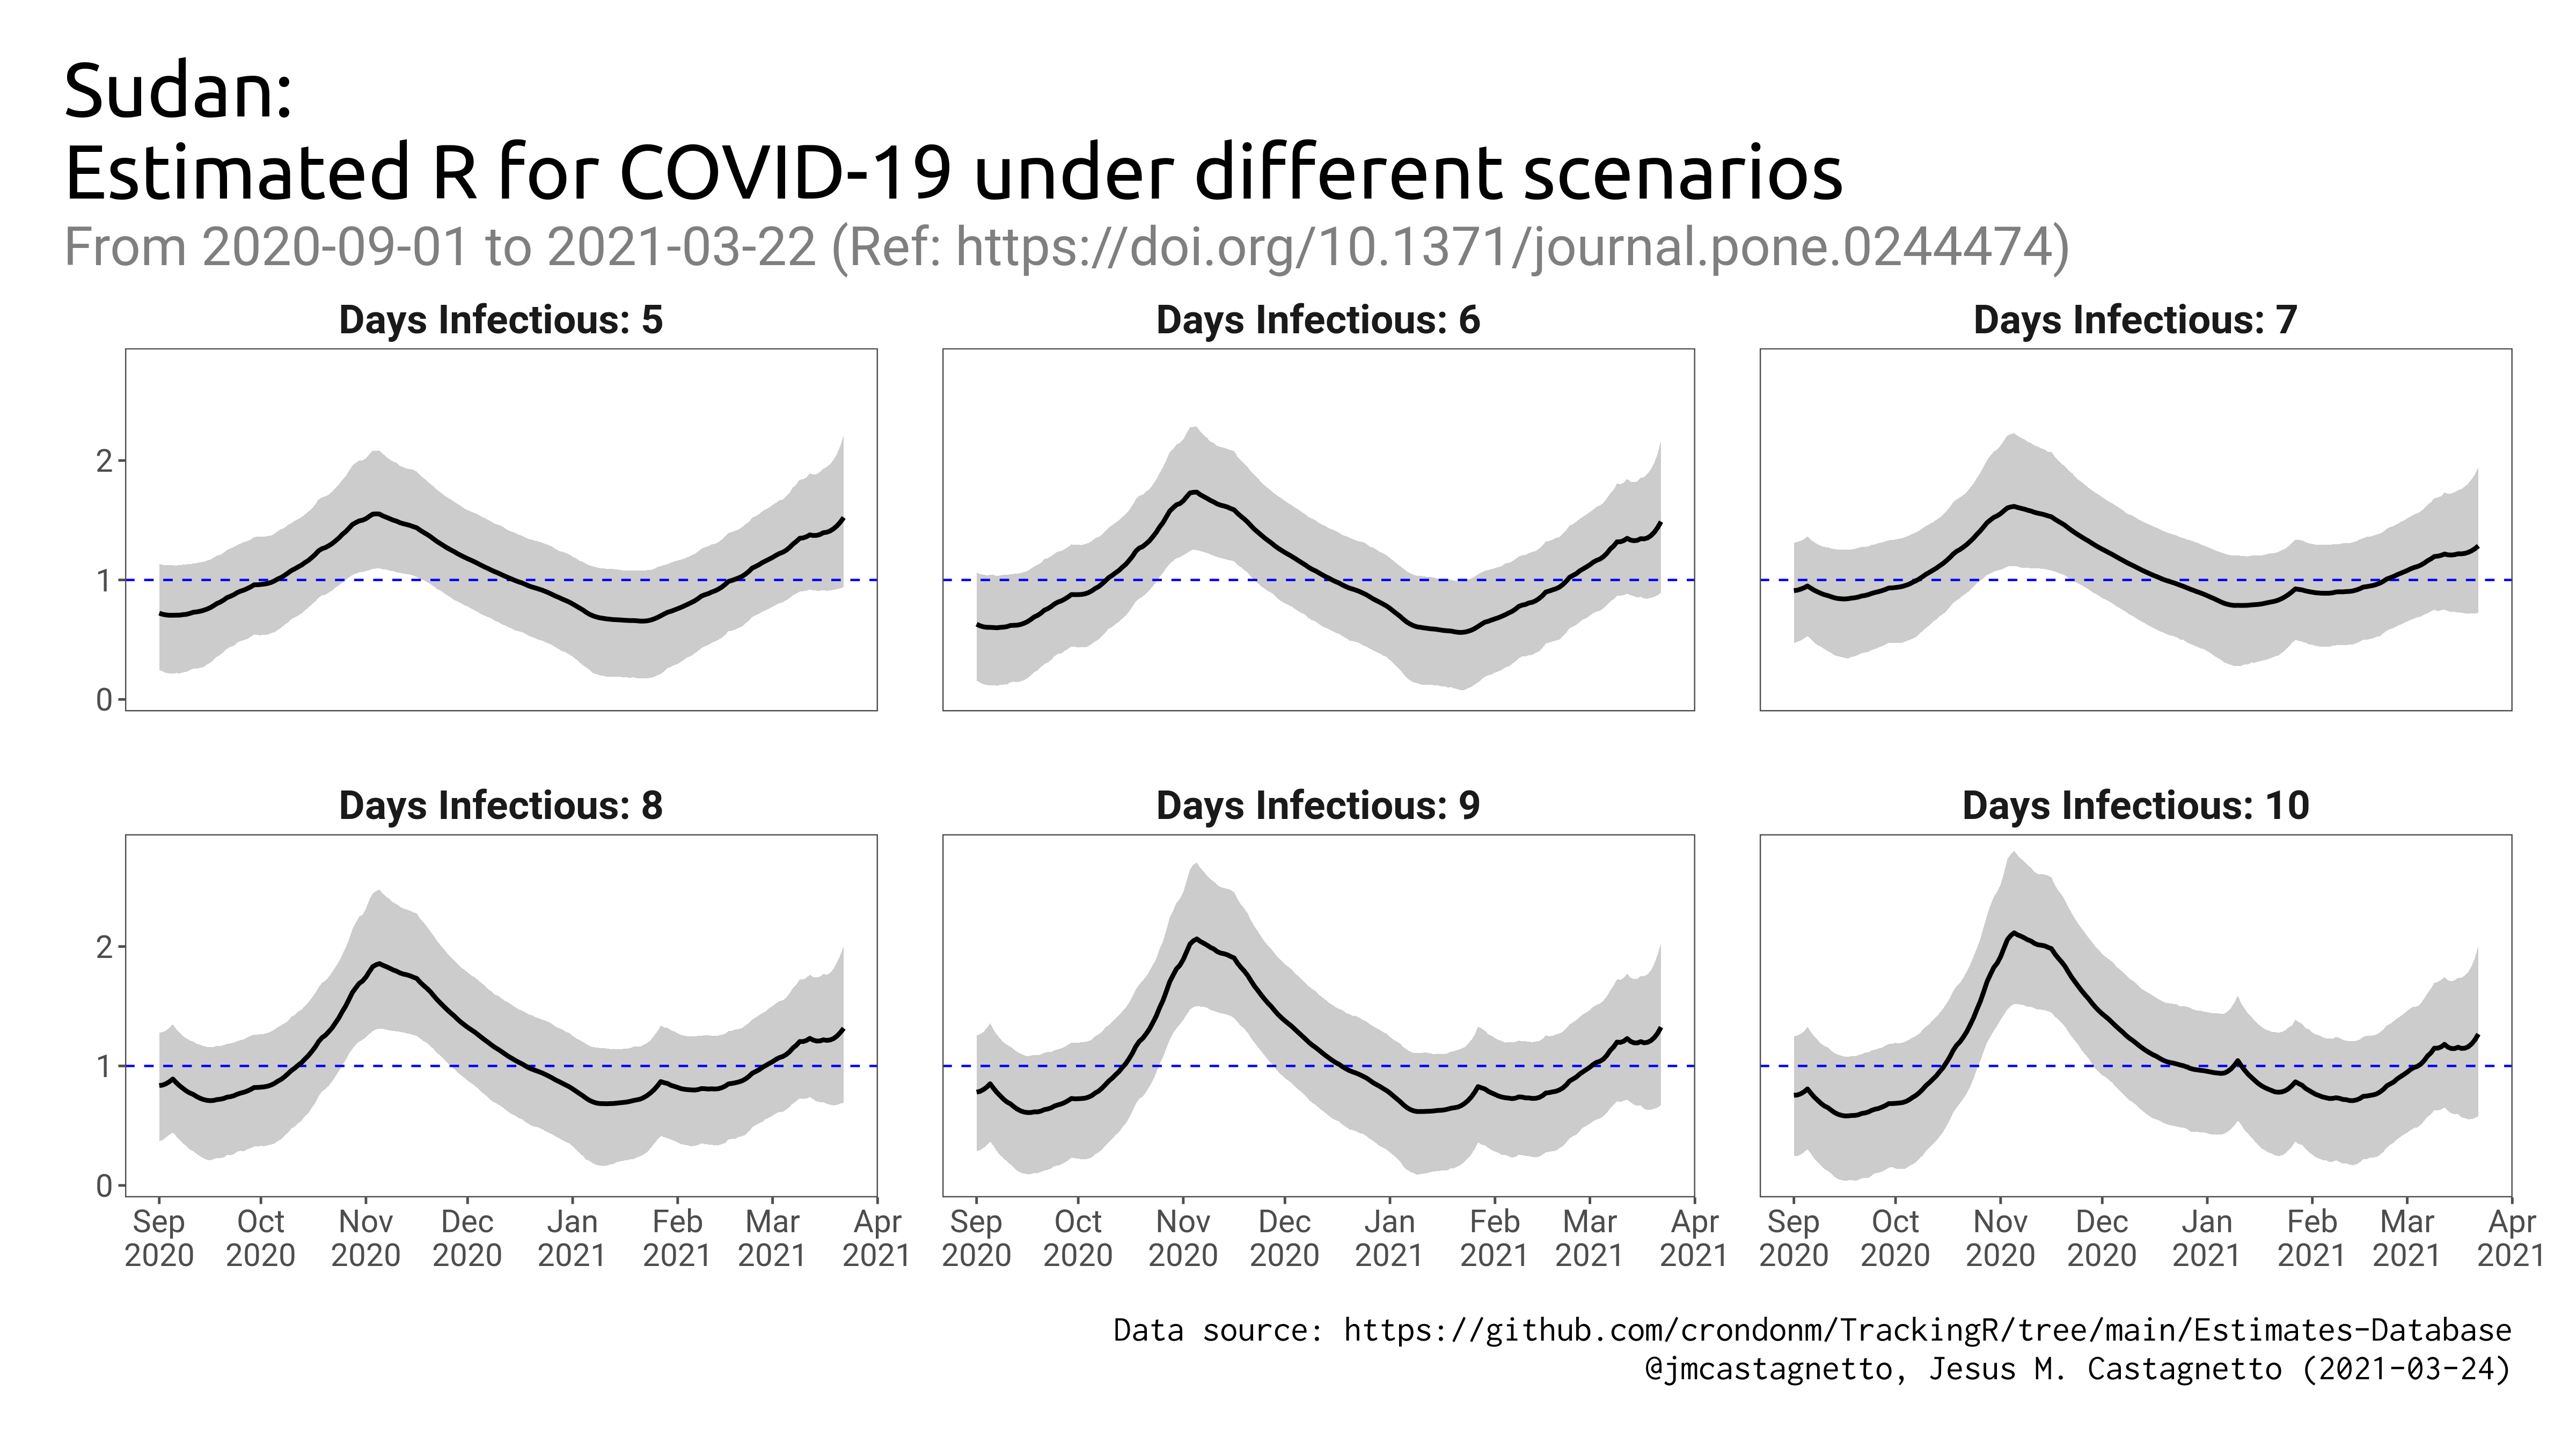 Sudan:
Estimated R for COVID-19 under different scenarios
From 2020-09-01 to 2021-03-22 (Ref: https://doi.org/10.1371/journal.pone.0244474)
Days Infectious: 5
Days Infectious: 6
Days Infectious: 7
2
1
0
Days Infectious: 8
Days Infectious: 9
Days Infectious: 10
2
1
0
Sep Oct Nov Dec Jan Feb Mar Apr
2020 2020 2020 2020 2021 2021 2021 2021
Sep Oct Nov Dec Jan Feb Mar Apr
2020 2020 2020 2020 2021 2021 2021 2021
Sep Oct Nov Dec Jan Feb Mar Apr
2020 2020 2020 2020 2021 2021 2021 2021
Data source: https://github.com/crondonm/TrackingR/tree/main/Estimates-Database
@jmcastagnetto, Jesus M. Castagnetto (2021-03-24)